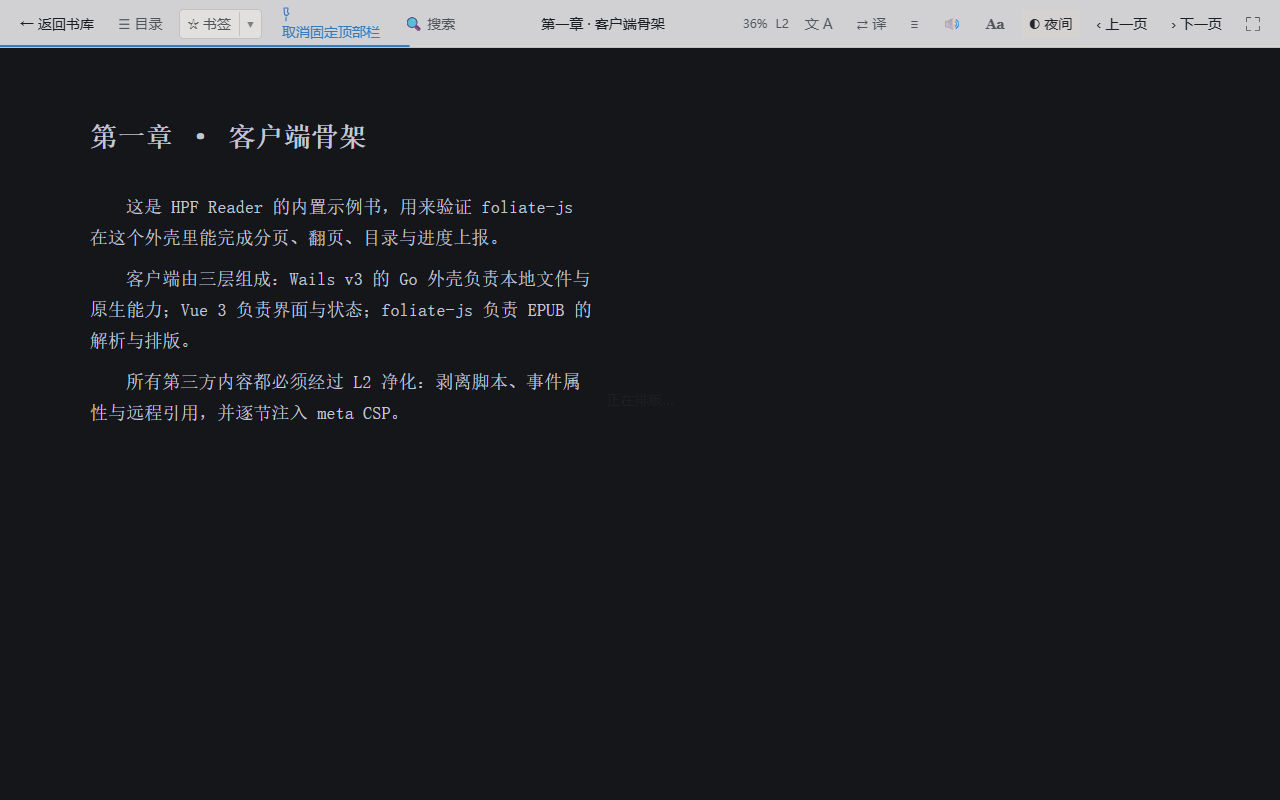 ← 返回书库 ☰ 目录 ☆ 书签 ▾ 取消固定顶部栏 🔍 搜索 第一章 · 客户端骨架 36% L2 文 A ⇄ 译 ≡ 🔊 Aa ◐ 夜间 ‹ 上一页 › 下一页
第一章 · 客户端骨架
这是 HPF Reader 的内置示例书，用来验证 foliate-js
在这个外壳里能完成分页、翻页、目录与进度上报。
客户端由三层组成：Wails v3 的 Go 外壳负责本地文件与
原生能力；Vue 3 负责界面与状态；foliate-js 负责 EPUB 的
解析与排版。
所有第三方内容都必须经过 L2 净化：剥离脚本、事件属
性与远程引用，并逐节注入 meta CSP。
正在排版…